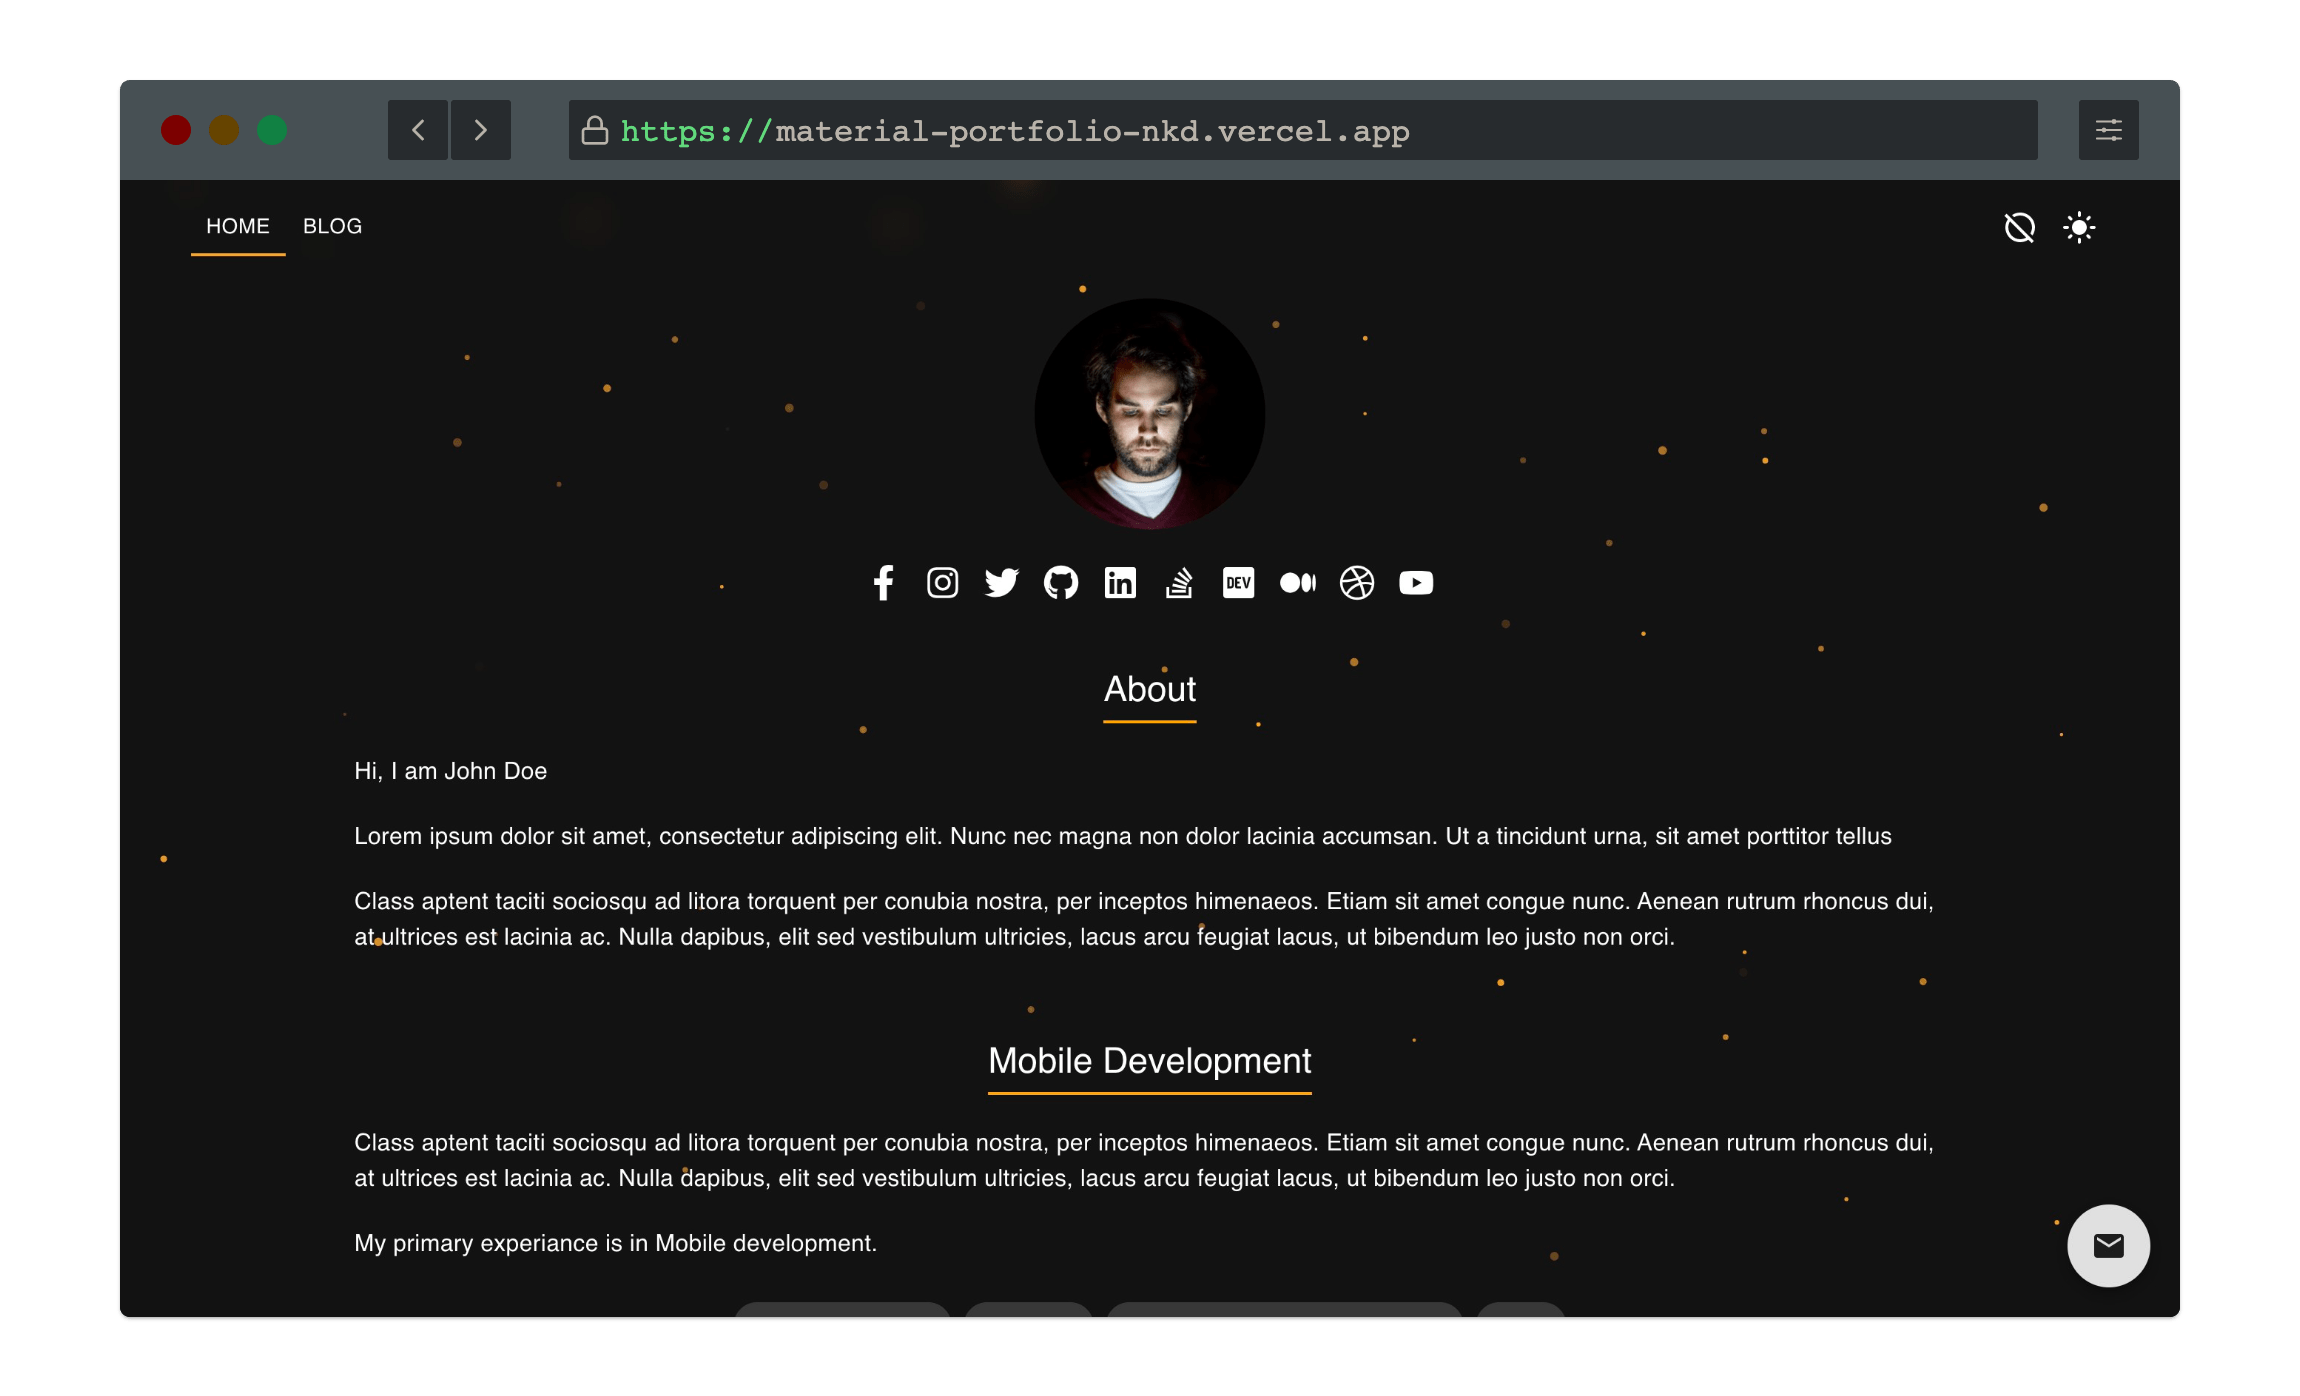 https://material-portfolio-nkd.vercel.app
HOME BLOG
DEV
About
Hi, I am John Doe
Lorem ipsum dolor sit amet, consectetur adipiscing elit. Nunc nec magna non dolor lacinia accumsan. Ut a tincidunt urna, sit amet porttitor tellus
Class aptent taciti sociosqu ad litora torquent per conubia nostra, per inceptos himenaeos. Etiam sit amet congue nunc. Aenean rutrum rhoncus dui,
at ultrices est lacinia ac. Nulla dapibus, elit sed vestibulum ultricies, lacus arcu feugiat lacus, ut bibendum leo justo non orci.
Mobile Development
Class aptent taciti sociosqu ad litora torquent per conubia nostra, per inceptos himenaeos. Etiam sit amet congue nunc. Aenean rutrum rhoncus dui,
at ultrices est lacinia ac. Nulla dapibus, elit sed vestibulum ultricies, lacus arcu feugiat lacus, ut bibendum leo justo non orci.
My primary experiance is in Mobile development.